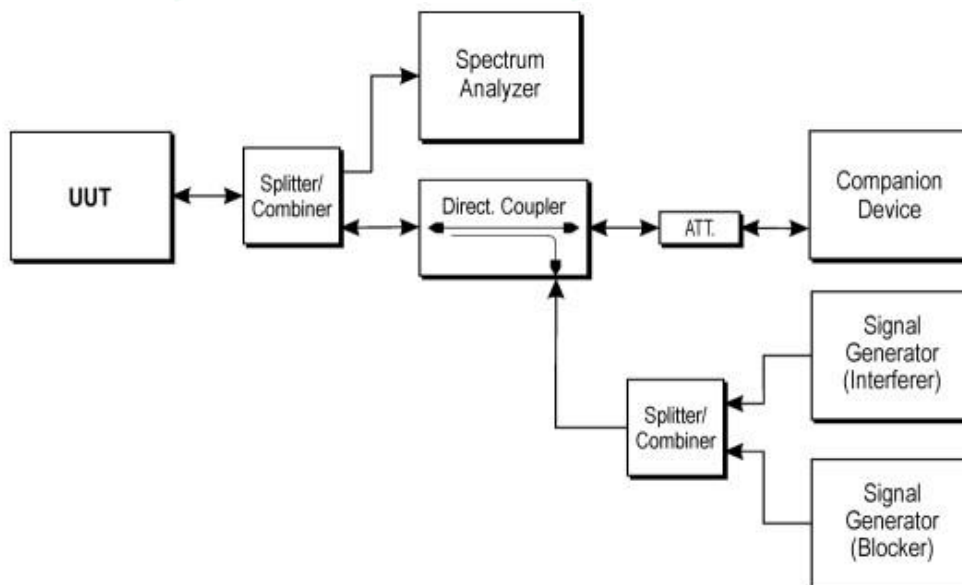 Spectrum
Analyzer
UUT
Splitter/
Combiner
Direct. Coupler
ATT.
Companion
Device
Signal
Generator
(Interferer)
Splitter/
Combiner
Signal
Generator
(Blocker)